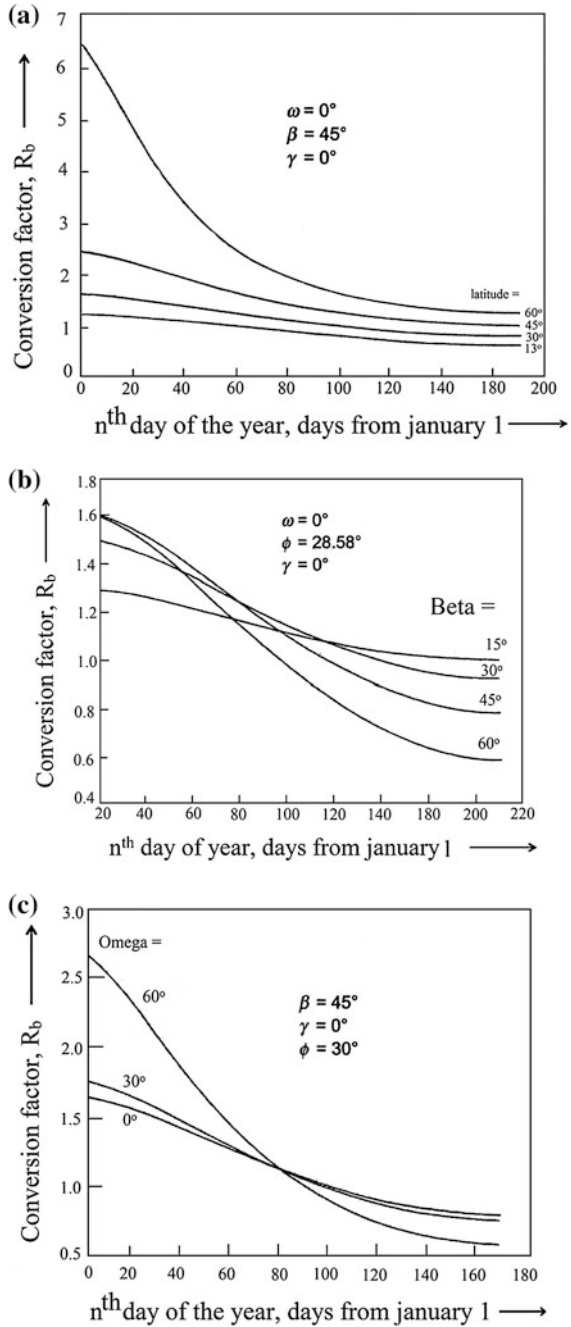 (a)
Conversion factor, R_b
7
6
5
4
3
2
1
0
ω = 0°
β = 45°
γ = 0°
latitude =
60°
45°
30°
13°
0 20 40 60 80 100 120 140 160 180 200
nth day of the year, days from january 1
(b)
Conversion factor, R_b
1.8
1.6
1.4
1.2
1.0
0.8
0.6
0.4
ω = 0°
ϕ = 28.58°
γ = 0°
Beta =
15°
30°
45°
60°
20 40 60 80 100 120 140 160 180 200 220
nth day of year, days from january 1
(c)
Conversion factor, R_b
3.0
2.5
2.0
1.5
1.0
0.5
Omega =
60°
30°
0°
β = 45°
γ = 0°
ϕ = 30°
0 20 40 60 80 100 120 140 160 180
nth day of the year, days from january 1